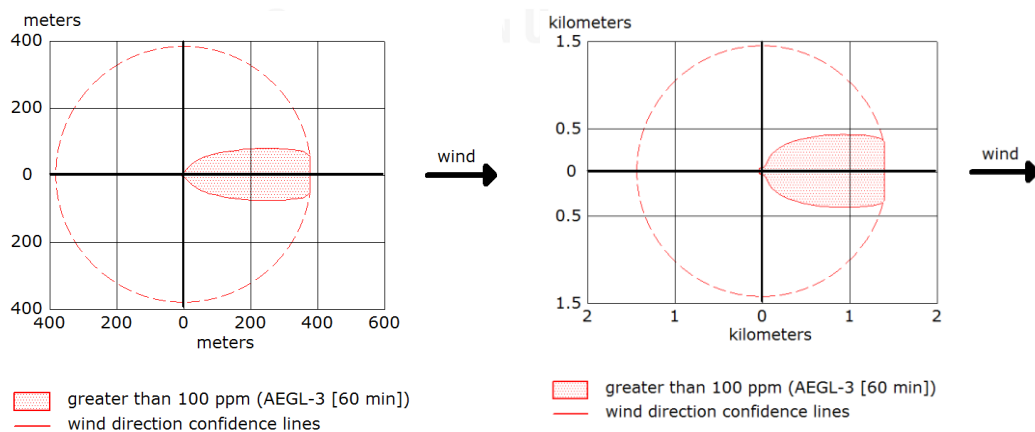 meters
400
200
0
200
400
400 200 0 200 400 600
meters
wind
greater than 100 ppm (AEGL-3 [60 min])
wind direction confidence lines
kilometers
1.5
0.5
0
0.5
1.5
2 1 0 1 2
kilometers
wind
greater than 100 ppm (AEGL-3 [60 min])
wind direction confidence lines